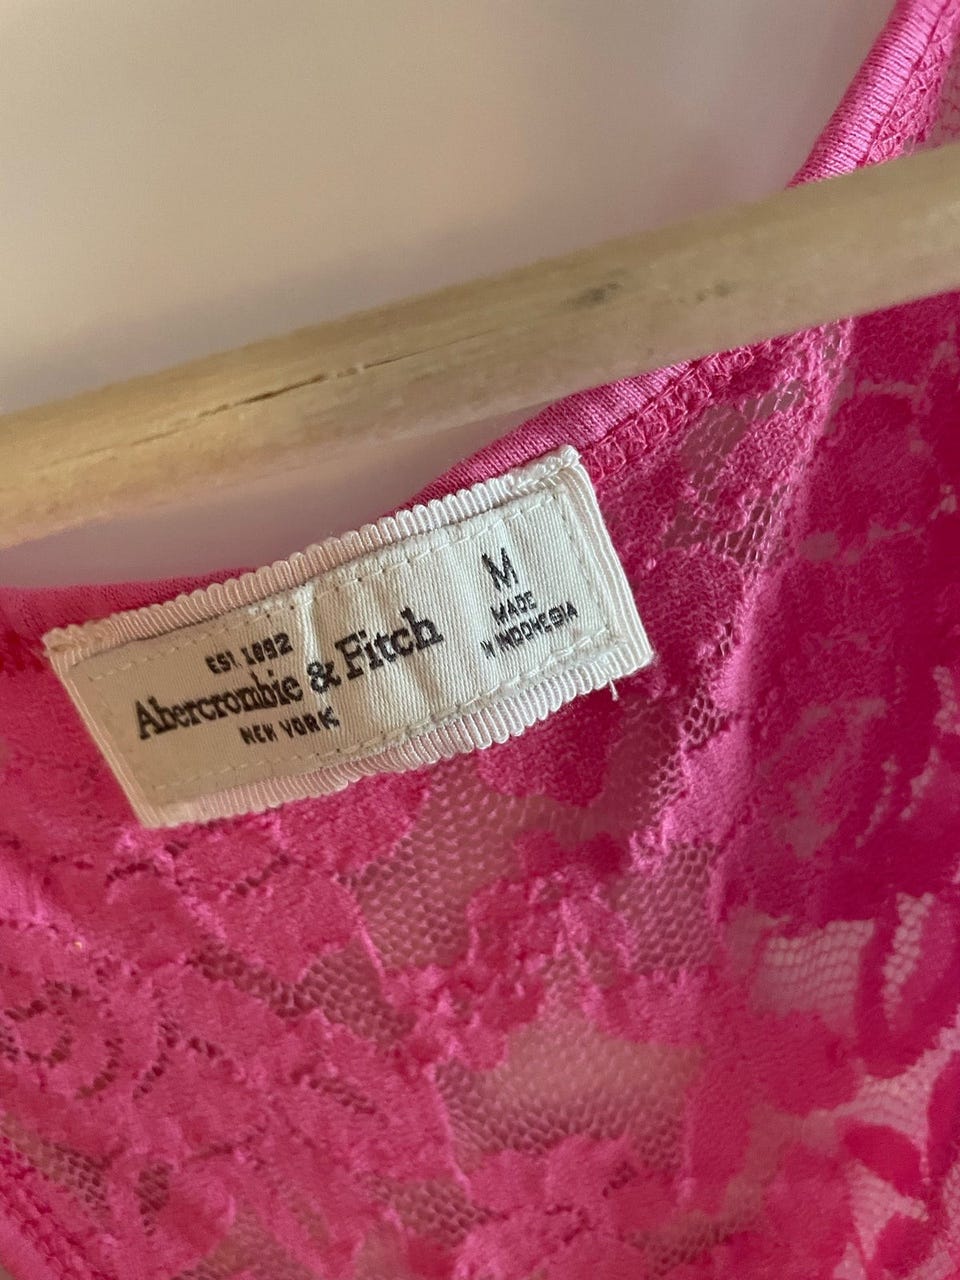 EST 1892
Abercrombie & Fitch
NEW YORK
M
MADE
IN INDONESIA